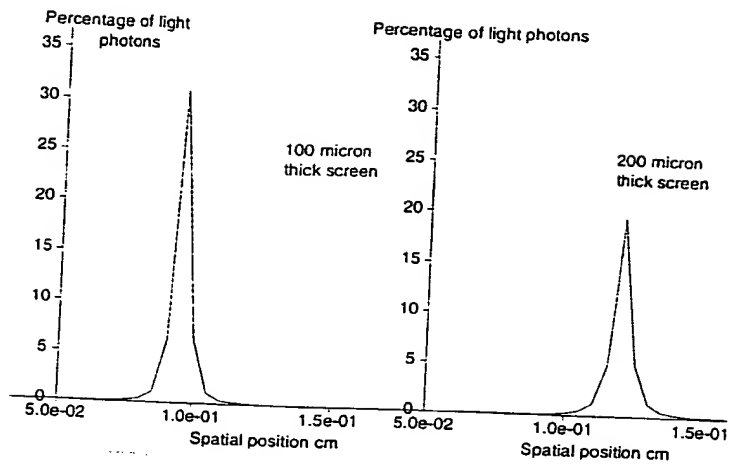 Percentage of light
photons
35
30
25
20
15
10
5
0
5.0e-02
1.0e-01
1.5e-01
Spatial position cm
100 micron
thick screen
Percentage of light photons
35
30
25
20
15
10
5
0
5.0e-02
1.0e-01
1.5e-01
Spatial position cm
200 micron
thick screen